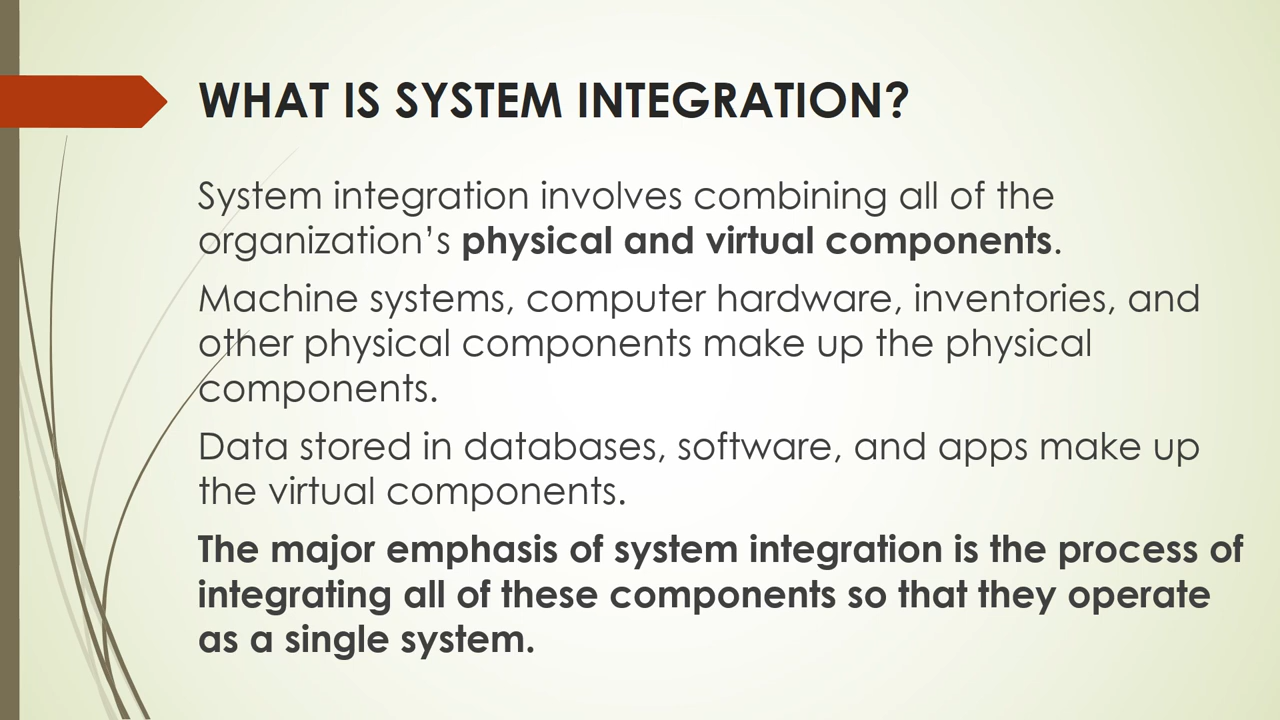 WHAT IS SYSTEM INTEGRATION?
System integration involves combining all of the
organization’s physical and virtual components.
Machine systems, computer hardware, inventories, and
other physical components make up the physical
components.
Data stored in databases, software, and apps make up
the virtual components.
The major emphasis of system integration is the process of
integrating all of these components so that they operate
as a single system.